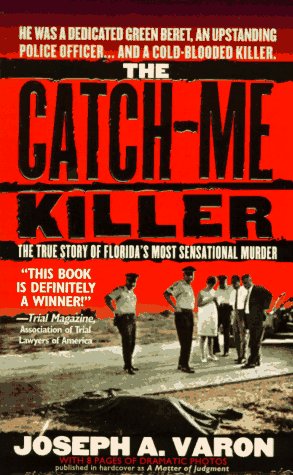 HE WAS A DEDICATED GREEN BERET, AN UPSTANDING
POLICE OFFICER... AND A COLD-BLOODED KILLER.
THE
CATCH-ME
KILLER
THE TRUE STORY OF FLORIDA'S MOST SENSATIONAL MURDER
"THIS BOOK
IS DEFINITELY
A WINNER!"
—Trial Magazine,
Association of Trial
Lawyers of America
JOSEPH A. VARON
WITH 8 PAGES OF DRAMATIC PHOTOS
published in hardcover as A Matter of Judgment